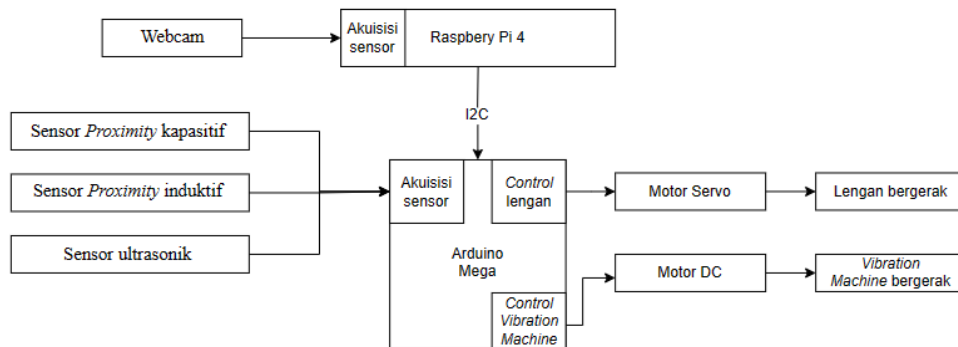 Webcam
Akuisisi
sensor
Raspbery Pi 4
I2C
Sensor Proximity kapasitif
Sensor Proximity induktif
Sensor ultrasonik
Akuisisi
sensor
Control
lengan
Arduino
Mega
Control
Vibration
Machine
Motor Servo
Lengan bergerak
Motor DC
Vibration
Machine bergerak